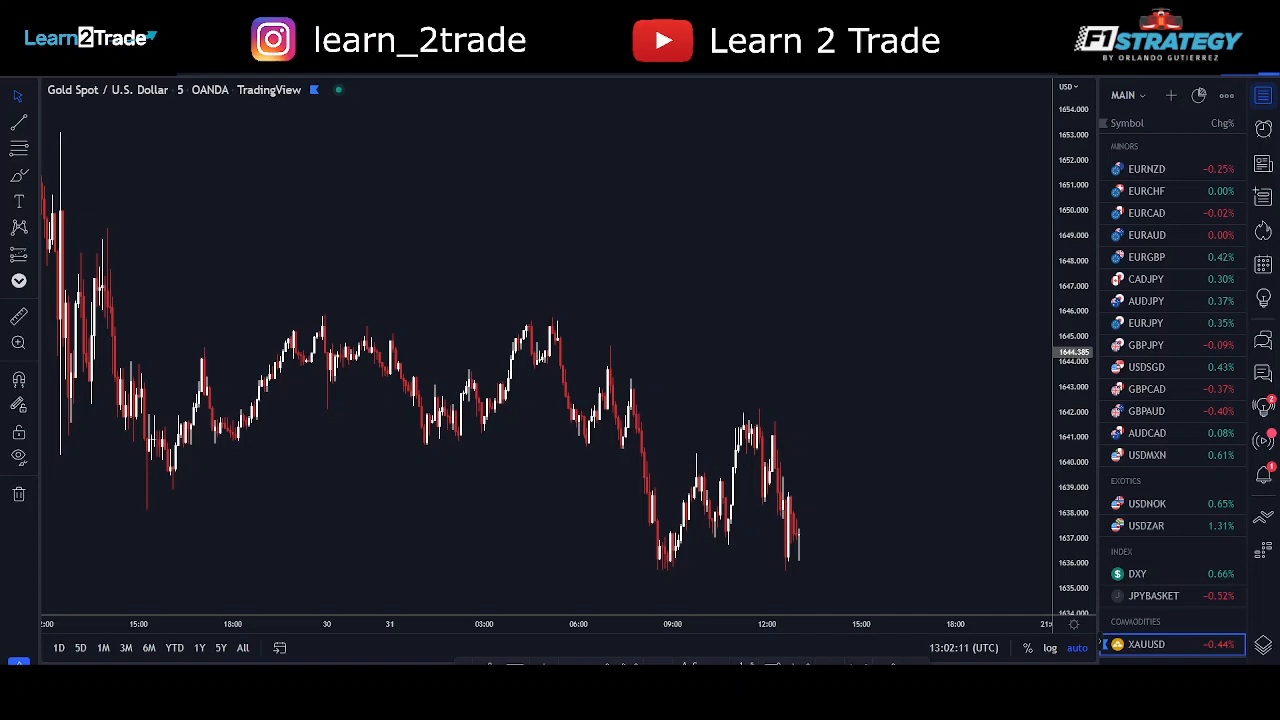 Learn2Trade
learn_2trade
Learn 2 Trade
F1STRATEGY
BY ORLANDO GUTIERREZ
Gold Spot / U.S. Dollar · 5 · OANDA · TradingView
USD
1654.000
1653.000
1652.000
1651.000
1650.000
1649.000
1648.000
1647.000
1646.000
1645.000
1644.385
1644.000
1643.000
1642.000
1641.000
1640.000
1639.000
1638.000
1637.000
1636.000
1635.000
1634.000
15:00 18:00 30 31 03:00 06:00 09:00 12:00 15:00 18:00
1D 5D 1M 3M 6M YTD 1Y 5Y All
13:02:11 (UTC) % log auto
MAIN
Symbol Chg%
MINORS
EURNZD −0.25%
EURCHF 0.00%
EURCAD −0.02%
EURAUD 0.00%
EURGBP 0.42%
CADJPY 0.30%
AUDJPY 0.37%
EURJPY 0.35%
GBPJPY −0.09%
USDSGD 0.43%
GBPCAD −0.37%
GBPAUD −0.40%
AUDCAD 0.08%
USDMXN 0.61%
EXOTICS
USDNOK 0.65%
USDZAR 1.31%
INDEX
DXY 0.66%
JPYBASKET −0.52%
COMMODITIES
XAUUSD −0.44%
2
1